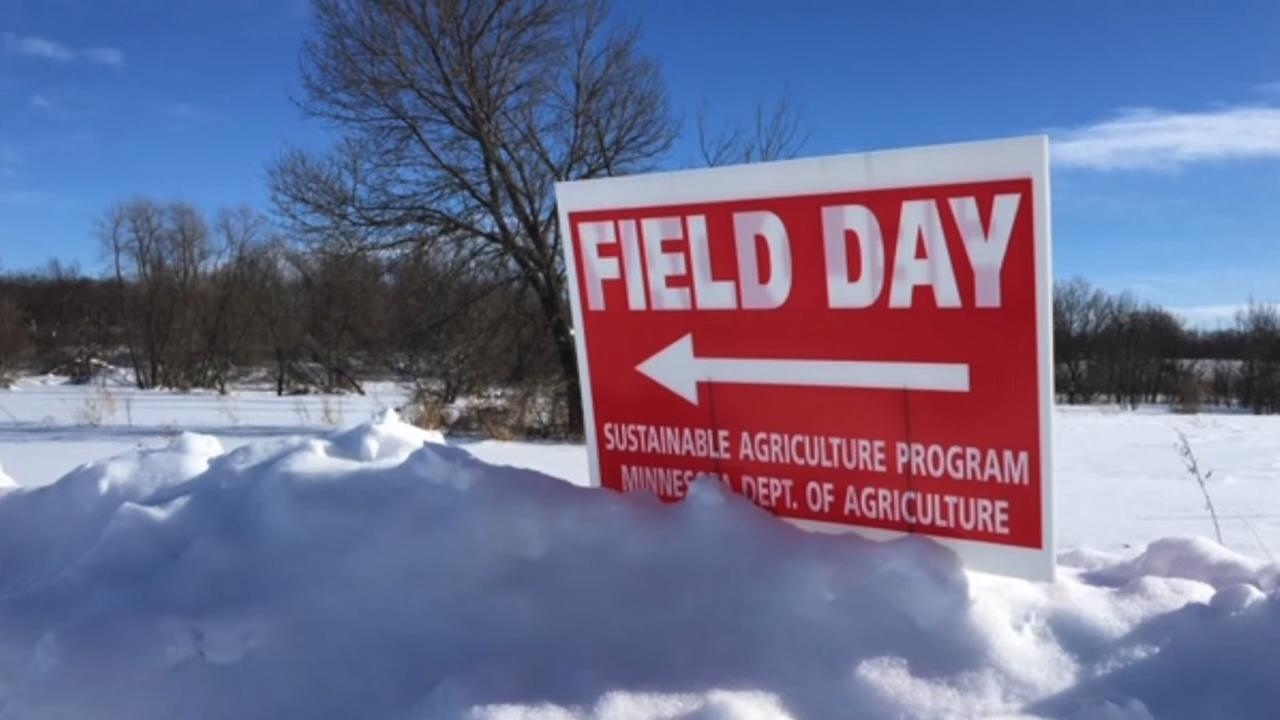 FIELD DAY
SUSTAINABLE AGRICULTURE PROGRAM
MINNESOTA DEPT. OF AGRICULTURE